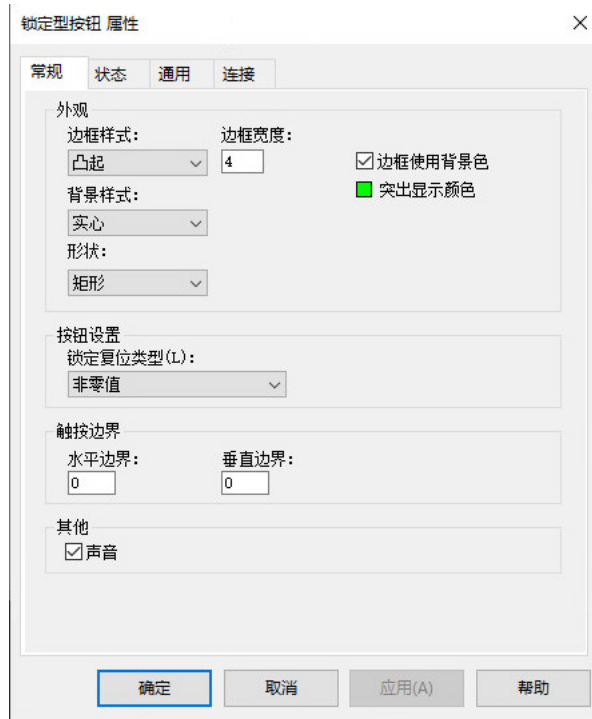 锁定型按钮 属性
常规 状态 通用 连接
外观
边框样式: 边框宽度:
凸起 4 边框使用背景色
背景样式: 突出显示颜色
实心
形状:
矩形
按钮设置
锁定复位类型(L):
非零值
触按边界
水平边界: 垂直边界:
0 0
其他
声音
确定 取消 应用(A) 帮助